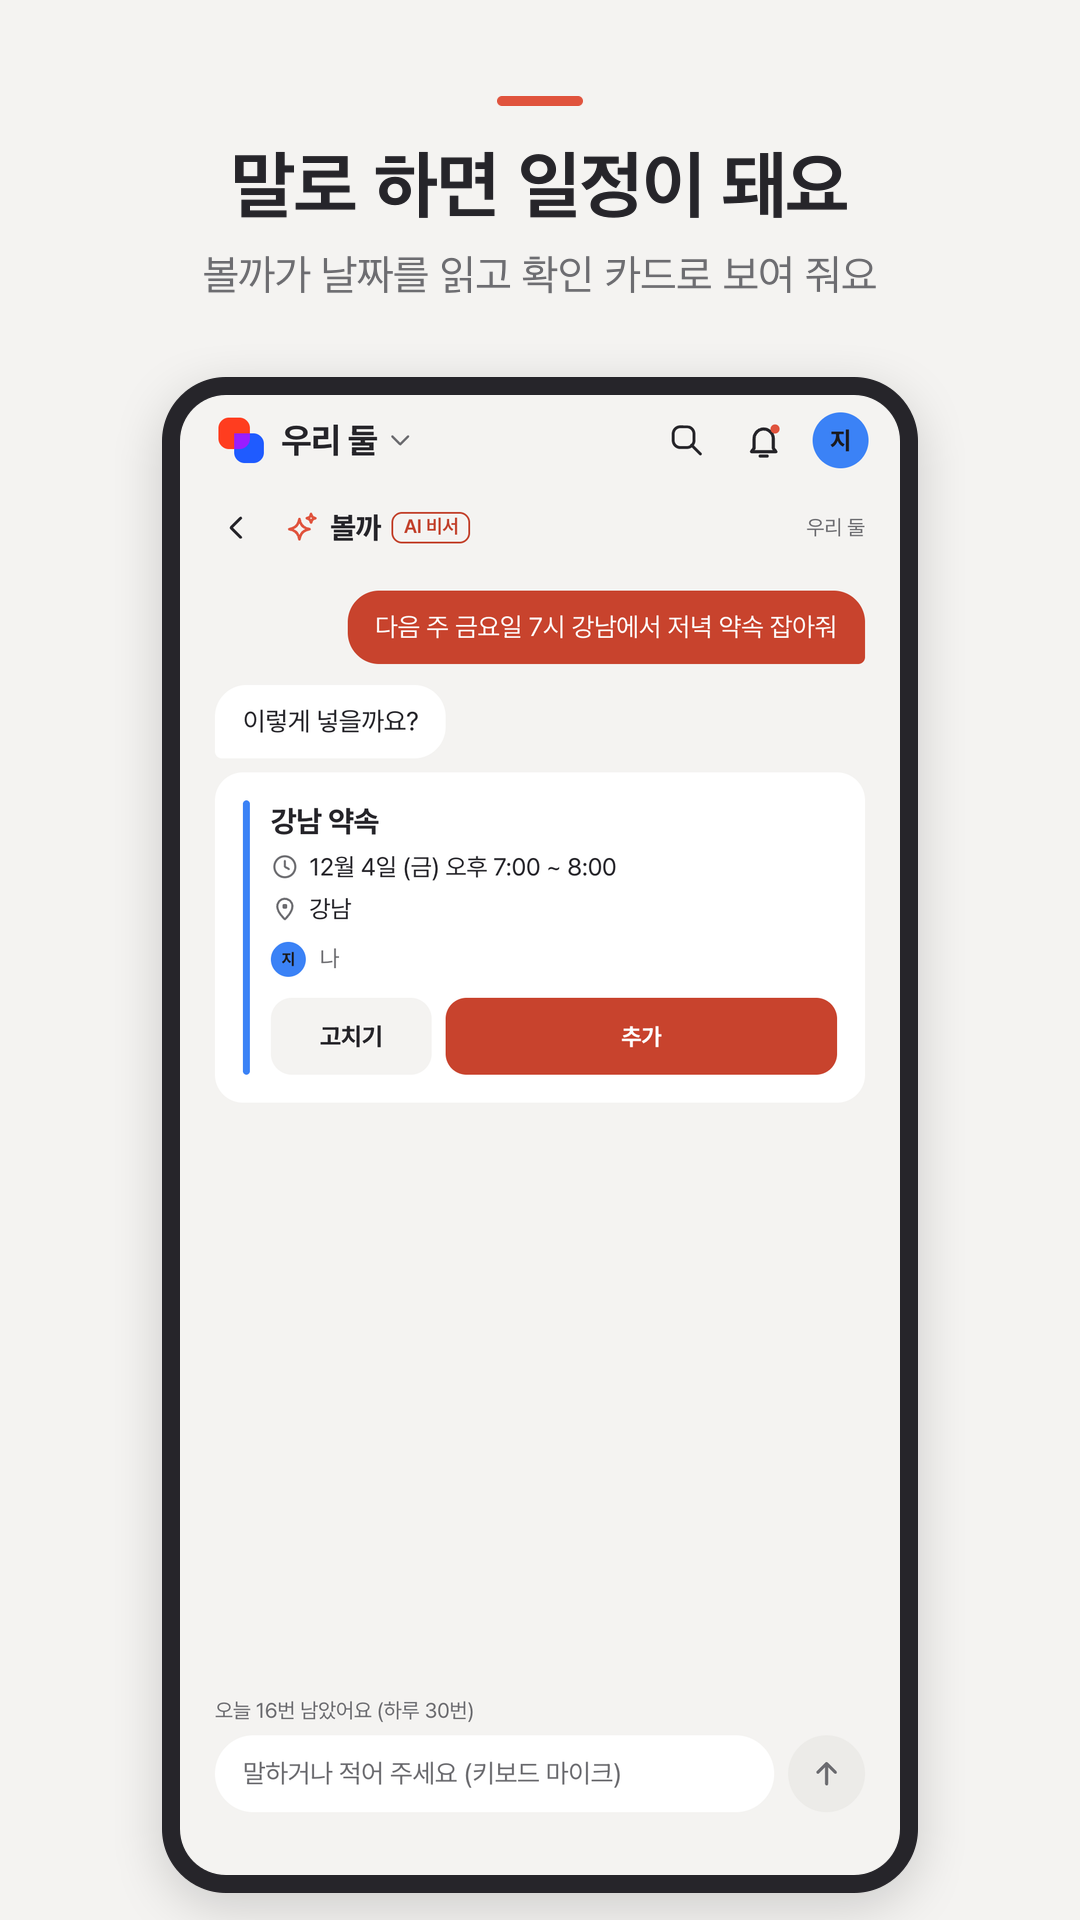 말로 하면 일정이 돼요
볼까가 날짜를 읽고 확인 카드로 보여 줘요
우리 둘
지
볼까 AI 비서
우리 둘
다음 주 금요일 7시 강남에서 저녁 약속 잡아줘
이렇게 넣을까요?
강남 약속
12월 4일 (금) 오후 7:00 ~ 8:00
강남
지 나
고치기
추가
오늘 16번 남았어요 (하루 30번)
말하거나 적어 주세요 (키보드 마이크)